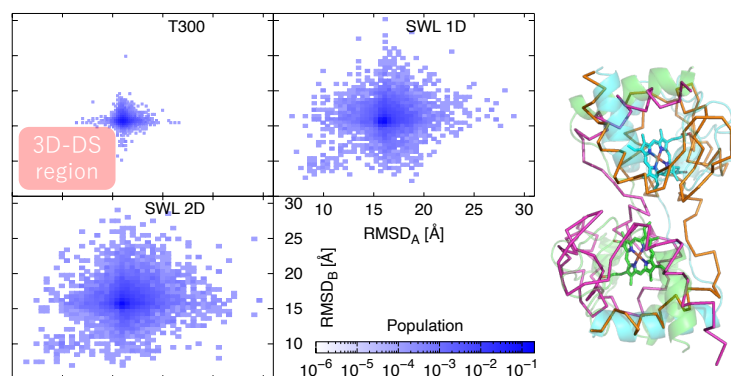 T300
SWL 1D
3D-DS
region
10 15 20 25 30
RMSD_A [Å]
SWL 2D
30
25
20
15
10
RMSD_B [Å]
Population
10^-6 10^-5 10^-4 10^-3 10^-2 10^-1